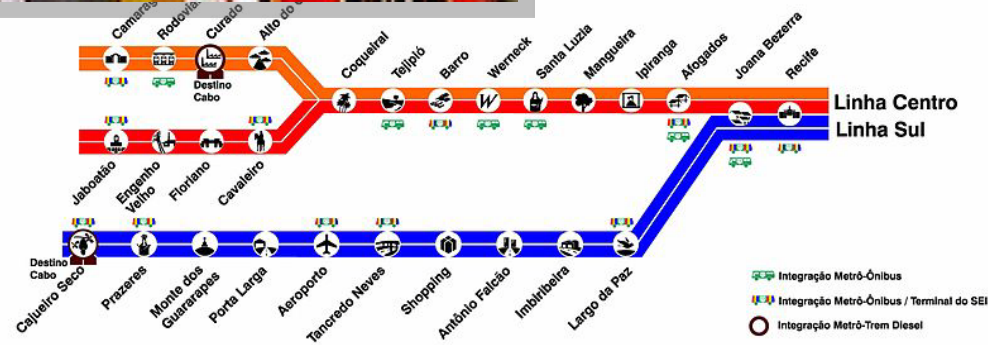 Curado
Destino
Cabo
Coqueiral
Tejipió
Barro
Werneck
Santa Luzia
Mangueira
Ipiranga
Afogados
Joana Bezerra
Recife
Linha Centro
Linha Sul
Jaboatão
Engenho
Velho
Floriano
Cavaleiro
Destino
Cabo
Cajueiro Seco
Prazeres
Monte dos
Guararapes
Porta Larga
Aeroporto
Tancredo Neves
Shopping
Antônio Falcão
Imbiribeira
Largo da Paz
Integração Metrô-Ônibus
Integração Metrô-Ônibus / Terminal do SEI
Integração Metrô-Trem Diesel